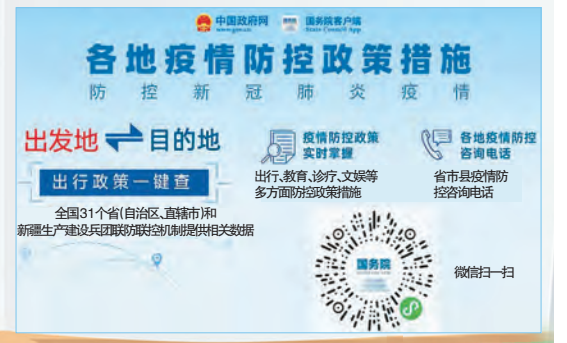 中国政府网
www.gov.cn
国务院客户端
State Council App
各地疫情防控政策措施
防控新冠肺炎疫情
出发地 ⇌ 目的地
出行政策一键查
全国31个省(自治区、直辖市)和
新疆生产建设兵团联防联控机制提供相关数据
疫情防控政策
实时掌握
出行、教育、诊疗、文娱等
多方面防控政策措施
各地疫情防控
咨询电话
省市县疫情防
控咨询电话
国务院
微信扫一扫